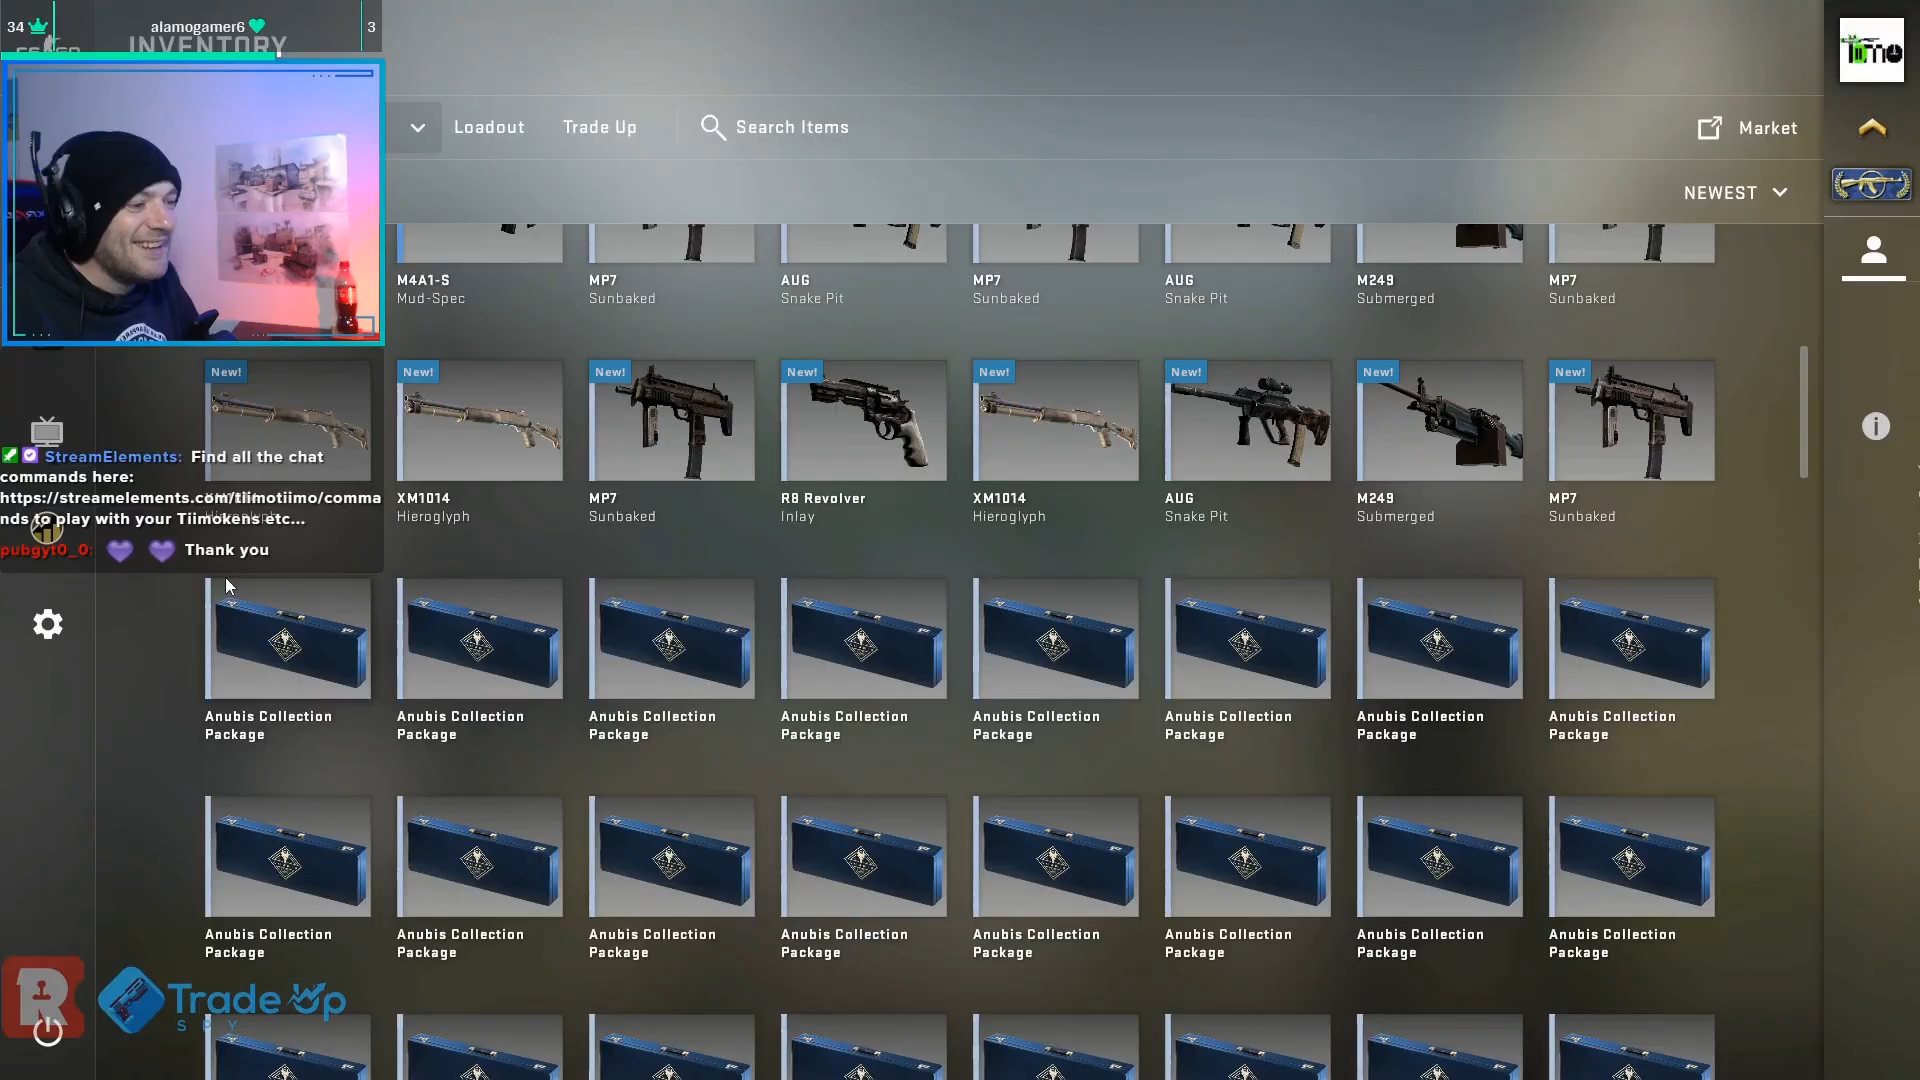 34 alamogamer6 3
INVENTORY
Loadout Trade Up Search Items Market
NEWEST
M4A1-S MP7 AUG MP7 AUG M249 MP7
Mud-Spec Sunbaked Snake Pit Sunbaked Snake Pit Submerged Sunbaked
New! New! New! New! New! New! New! New!
StreamElements: Find all the chat
commands here:
https://streamelements.com/tiimotiimo/comma
nds to play with your Tiimokens etc...
pubgyt0_0: Thank you
XM1014 MP7 R8 Revolver XM1014 AUG M249 MP7
Hieroglyph Sunbaked Inlay Hieroglyph Snake Pit Submerged Sunbaked
Anubis Collection Anubis Collection Anubis Collection Anubis Collection Anubis Collection Anubis Collection Anubis Collection Anubis Collection
Package Package Package Package Package Package Package Package
Anubis Collection Anubis Collection Anubis Collection Anubis Collection Anubis Collection Anubis Collection Anubis Collection Anubis Collection
Package Package Package Package Package Package Package Package
R
Trade Up
SPY